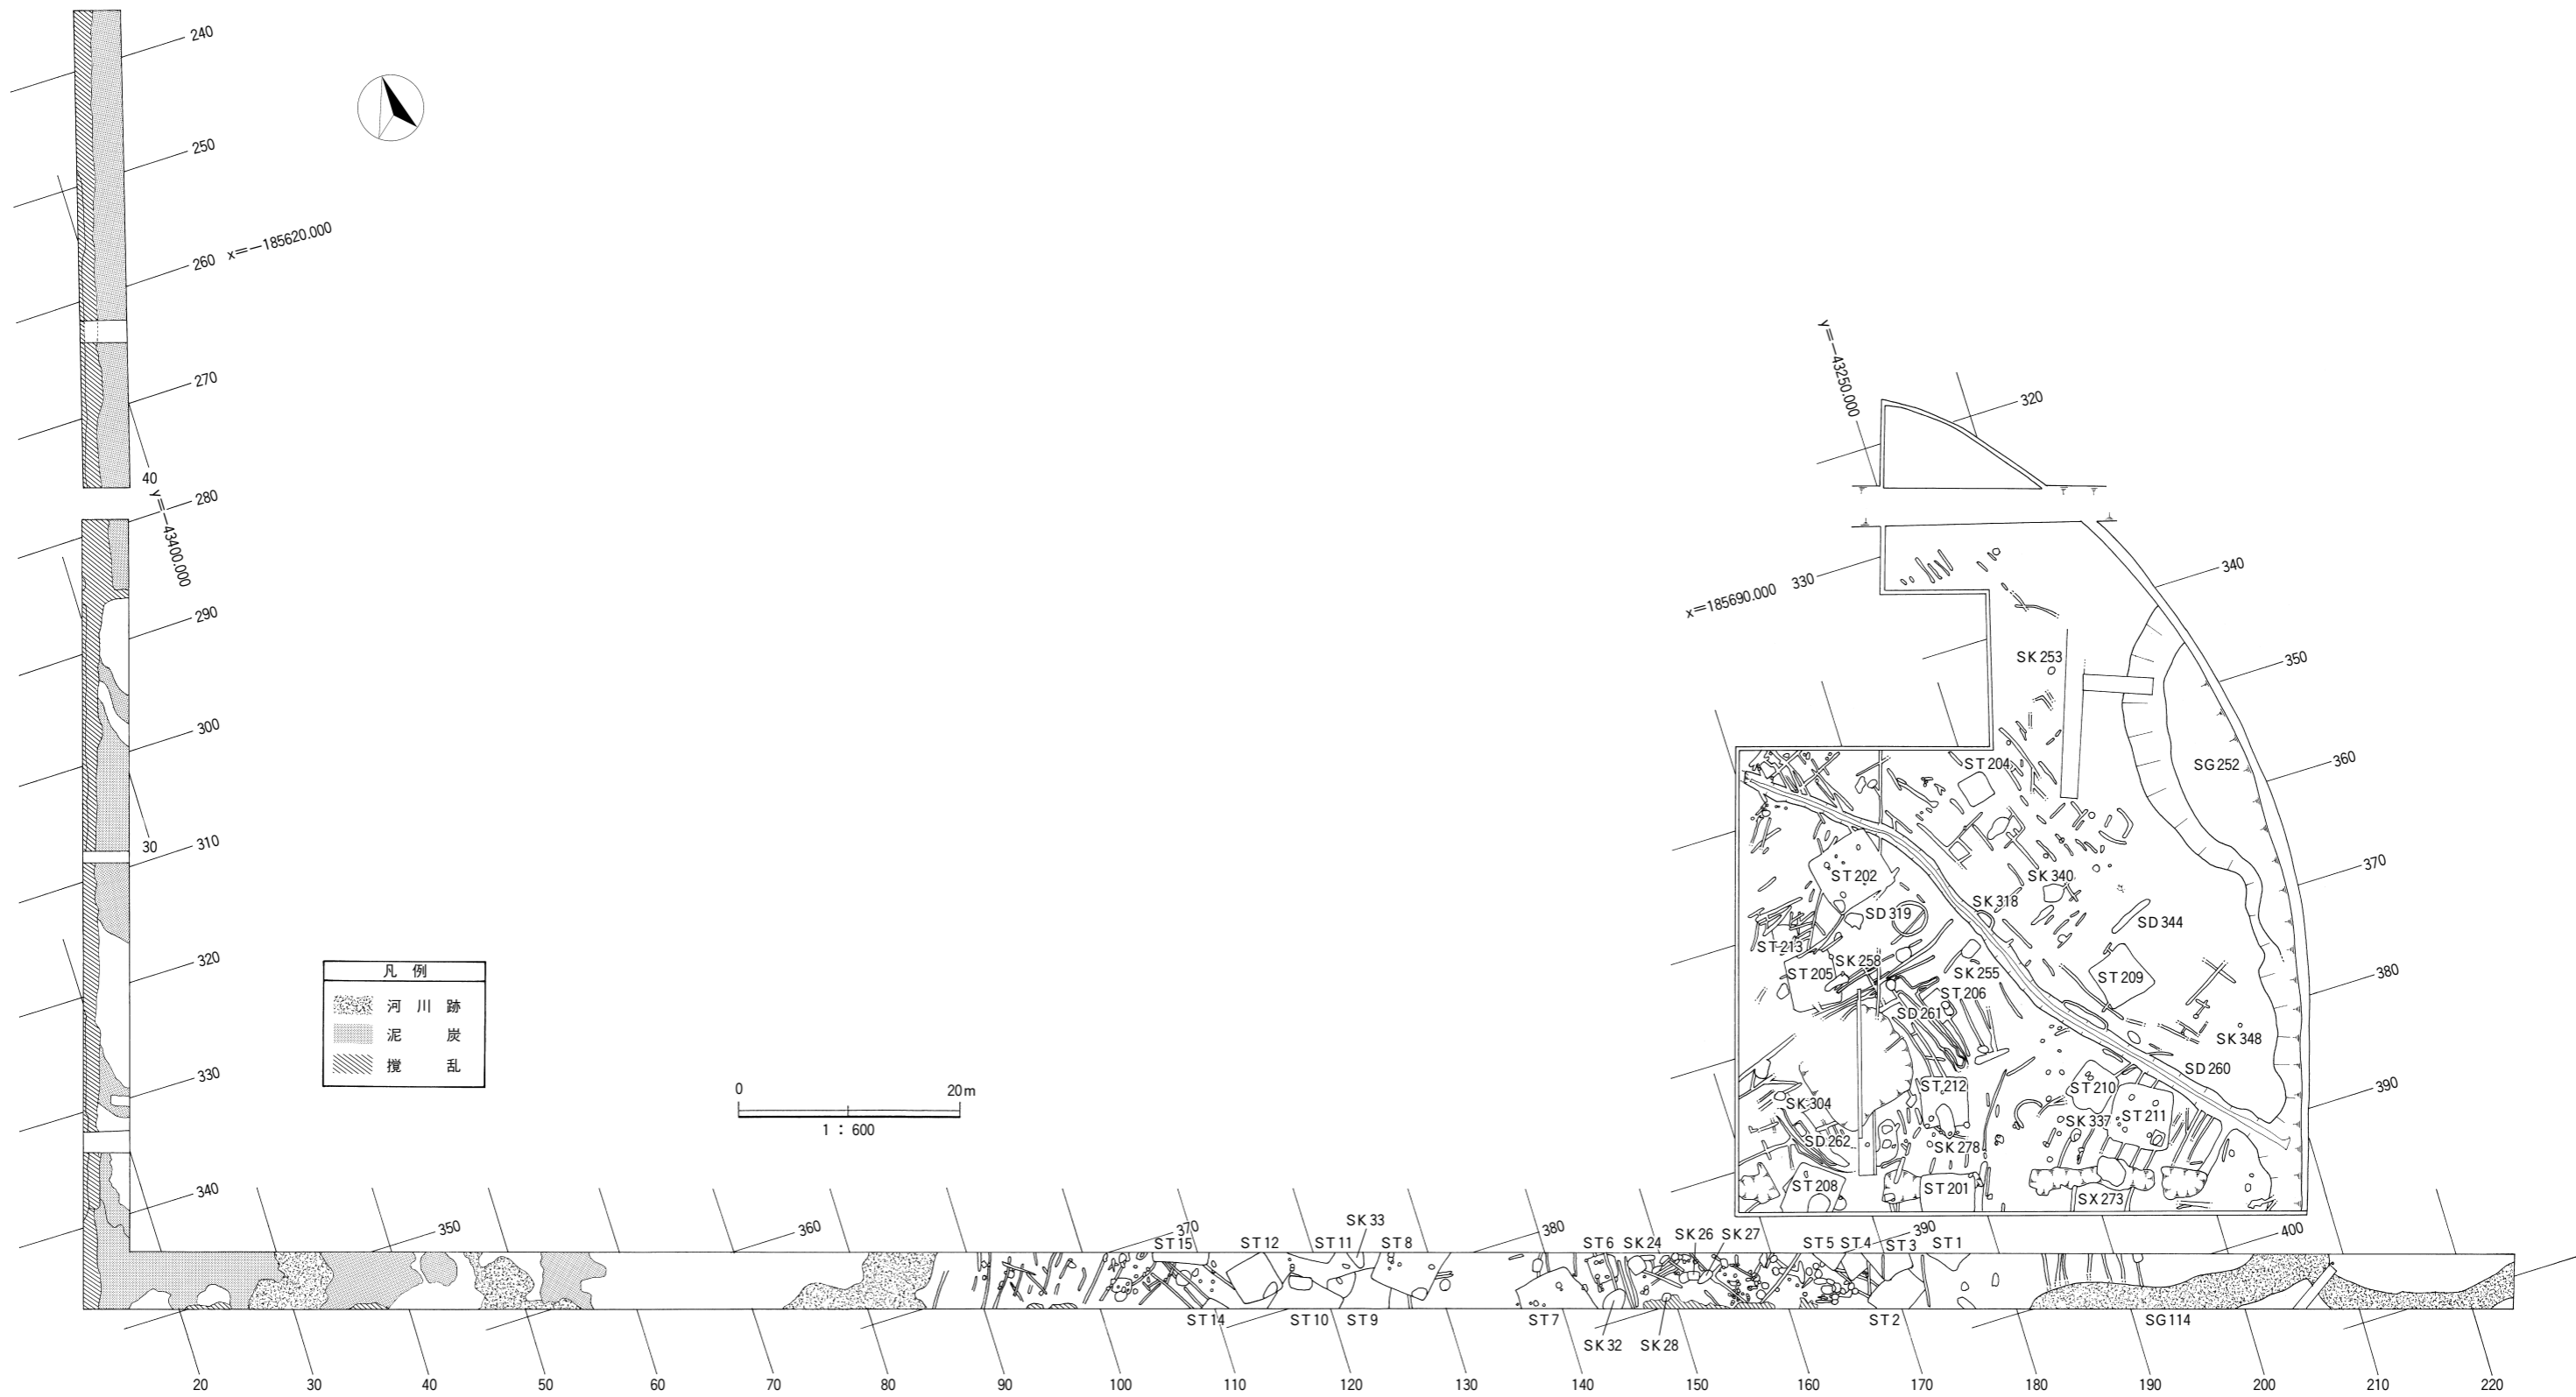 240
250
x=−185620.000
260
270
40
y=−43400.000
280
290
300
30
310
320
330
340
凡 例
河 川 跡
泥 炭
撹 乱
0 20m
1 : 600
y=−43250.000
320
x=185690.000 330
340
350
SK253
SG252
360
ST204
370
ST202
SK340
SK318
SD319
SD344
ST213
SK258
ST205
SK255
ST206
ST209
380
SD261
SK348
SD260
390
ST212
ST210
SK304
ST211
SK337
SD262
SK278
ST208
ST201
SX273
400
350
360
370
380
390
ST15
ST12
ST11
SK33
ST8
ST6
SK24
SK26
SK27
ST5
ST4
ST3
ST1
ST14
ST10
ST9
ST7
SK32
SK28
ST2
SG114
20 30 40 50 60 70 80 90 100 110 120 130 140 150 160 170 180 190 200 210 220